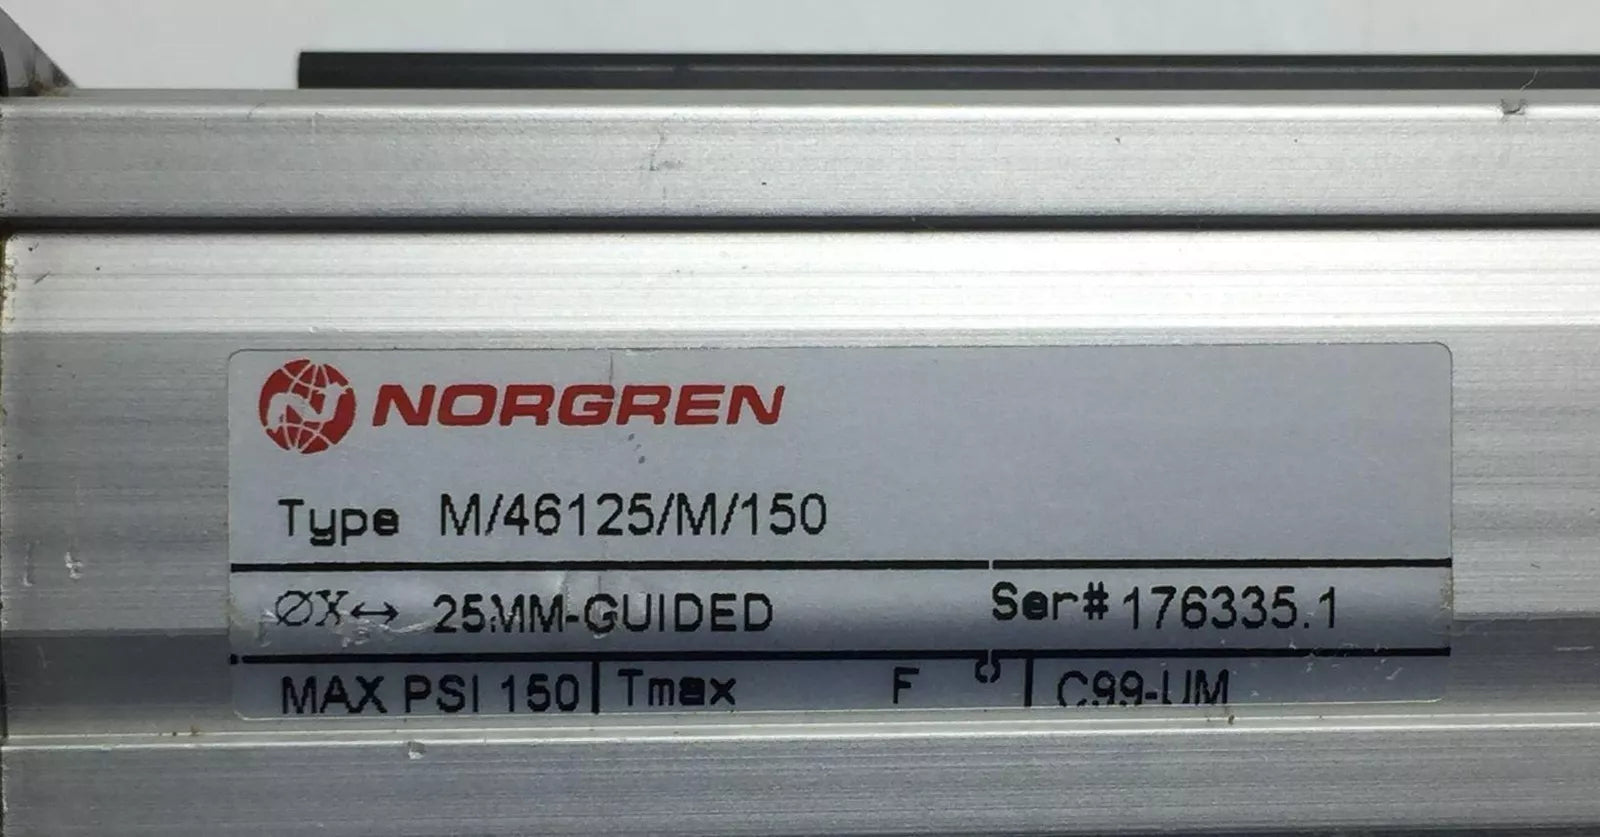 NORGREN
Type M/46125/M/150
ØX↔ 25MM-GUIDED Ser# 176335.1
MAX PSI 150 Tmax F C99-UM